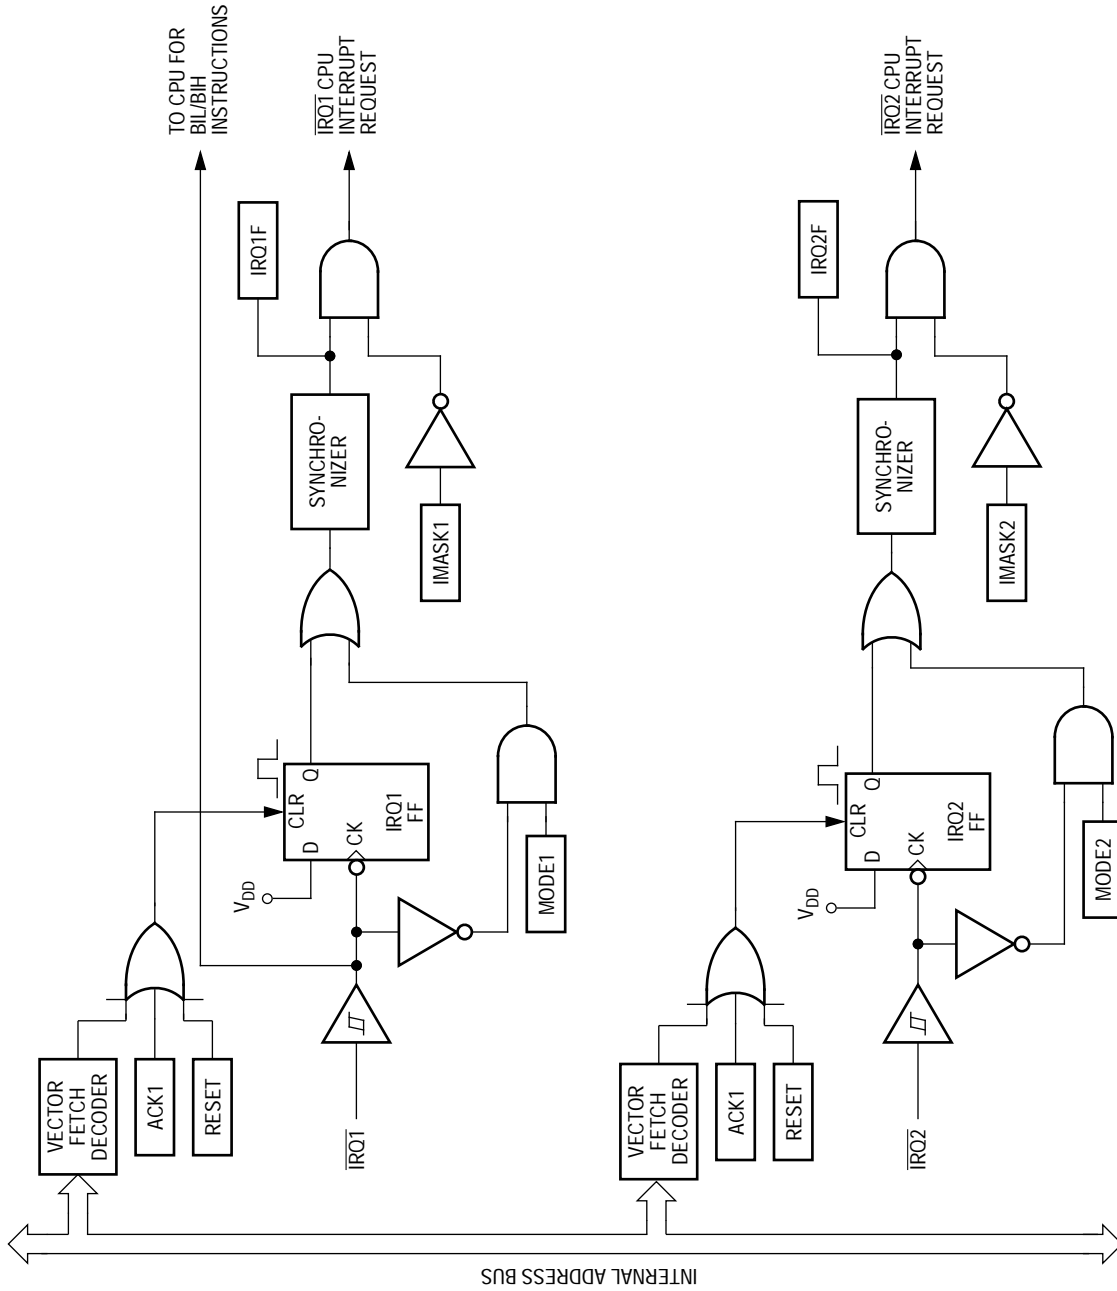 INTERNAL ADDRESS BUS
VECTOR
FETCH
DECODER
ACK1
RESET
IRQ1
VDD
D
CLR
Q
CK
IRQ1
FF
MODE1
SYNCHRO-
NIZER
IMASK1
IRQ1F
TO CPU FOR
BIL/BIH
INSTRUCTIONS
IRQ1 CPU
INTERRUPT
REQUEST
VECTOR
FETCH
DECODER
ACK1
RESET
IRQ2
VDD
D
CLR
Q
CK
IRQ2
FF
MODE2
SYNCHRO-
NIZER
IMASK2
IRQ2F
IRQ2 CPU
INTERRUPT
REQUEST